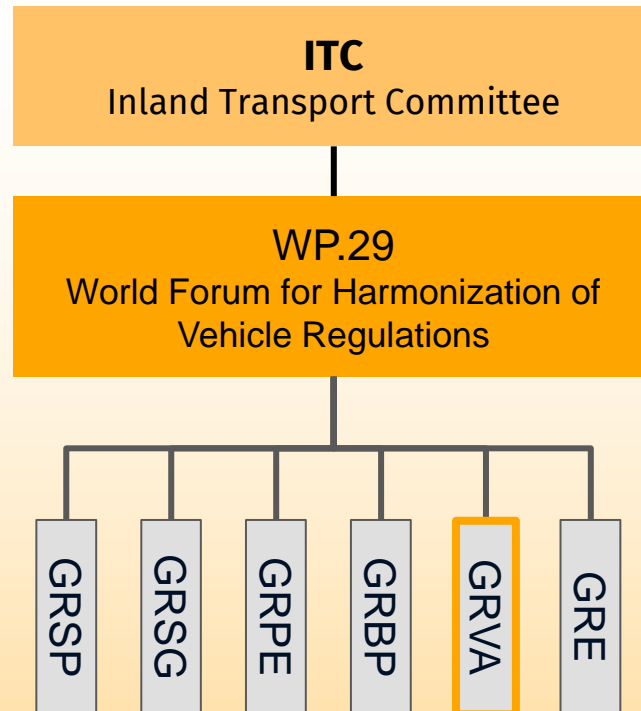 ITC
Inland Transport Committee
WP.29
World Forum for Harmonization of
Vehicle Regulations
GRSP
GRSG
GRPE
GRBP
GRVA
GRE